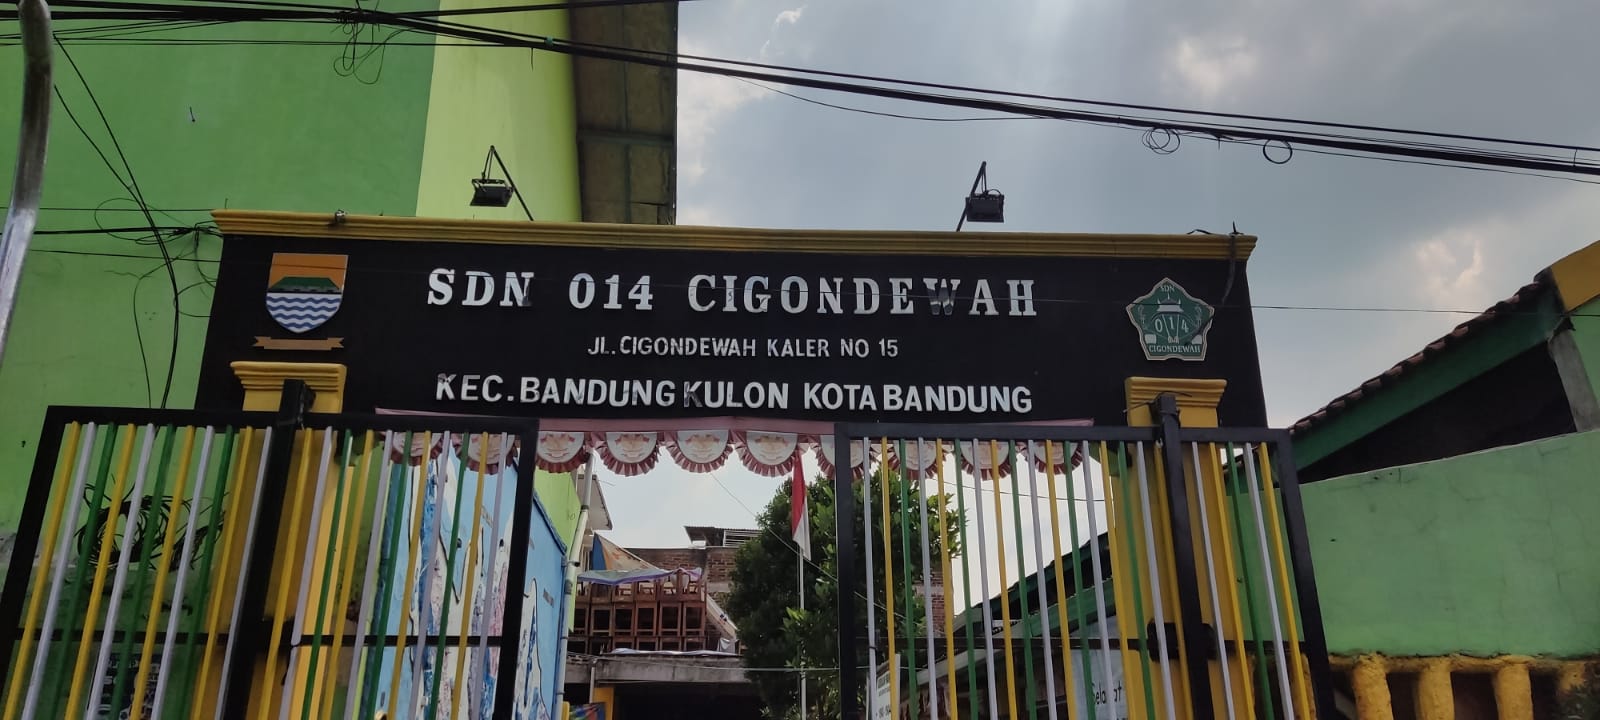 SDN 014 CIGONDEWAH
JL.CIGONDEWAH KALER NO 15
KEC.BANDUNG KULON KOTA BANDUNG
SDN
014
CIGONDEWAH